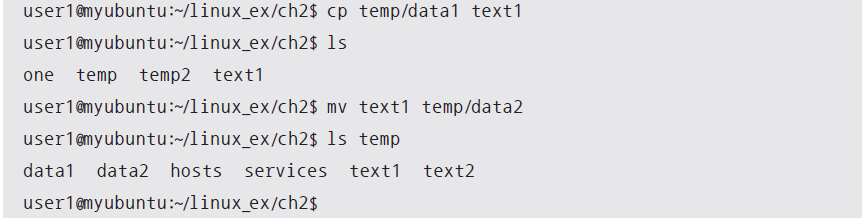 user1@myubuntu:~/linux_ex/ch2$ cp temp/data1 text1
user1@myubuntu:~/linux_ex/ch2$ ls
one temp temp2 text1
user1@myubuntu:~/linux_ex/ch2$ mv text1 temp/data2
user1@myubuntu:~/linux_ex/ch2$ ls temp
data1 data2 hosts services text1 text2
user1@myubuntu:~/linux_ex/ch2$